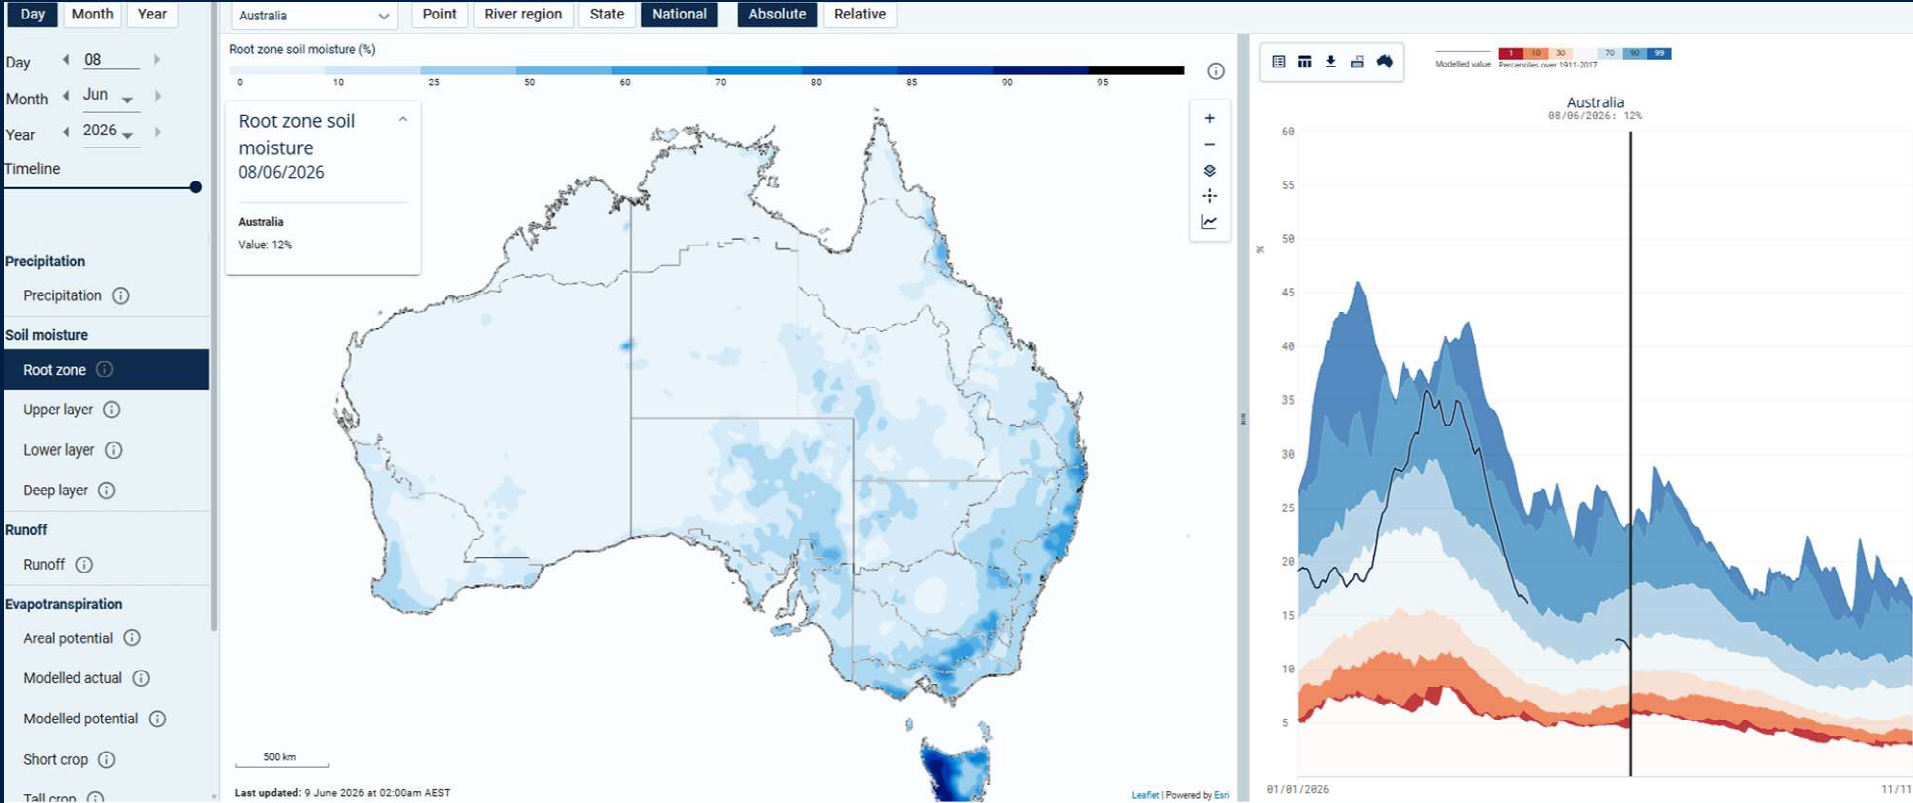 Day Month Year
Day 08
Month Jun
Year 2026
Timeline
Precipitation
Precipitation
Soil moisture
Root zone
Upper layer
Lower layer
Deep layer
Runoff
Runoff
Evapotranspiration
Areal potential
Modelled actual
Modelled potential
Short crop
Tall crop
Australia Point River region State National Absolute Relative
Root zone soil moisture (%)
0 10 25 50 60 70 80 85 90 95
Root zone soil
moisture
08/06/2026
Australia
Value: 12%
+
−
500 km
Last updated: 9 June 2026 at 02:00am AEST
Leaflet | Powered by Esri
Modelled value
1 10 30 70 90 99
Percentiles over 1911-2017
Australia
08/06/2026: 12%
%
60
55
50
45
40
35
30
25
20
15
10
5
01/01/2026 11/11